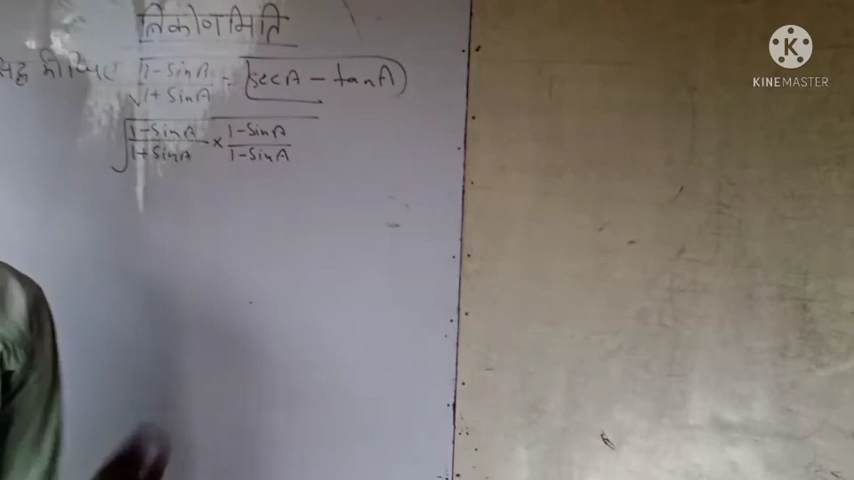 त्रिकोणमिति
सिद्ध कीजिए √(1-sinA/1+sinA) = secA - tanA
√(1-sinA/1+sinA × 1-sinA/1-sinA)
K
KINEMASTER